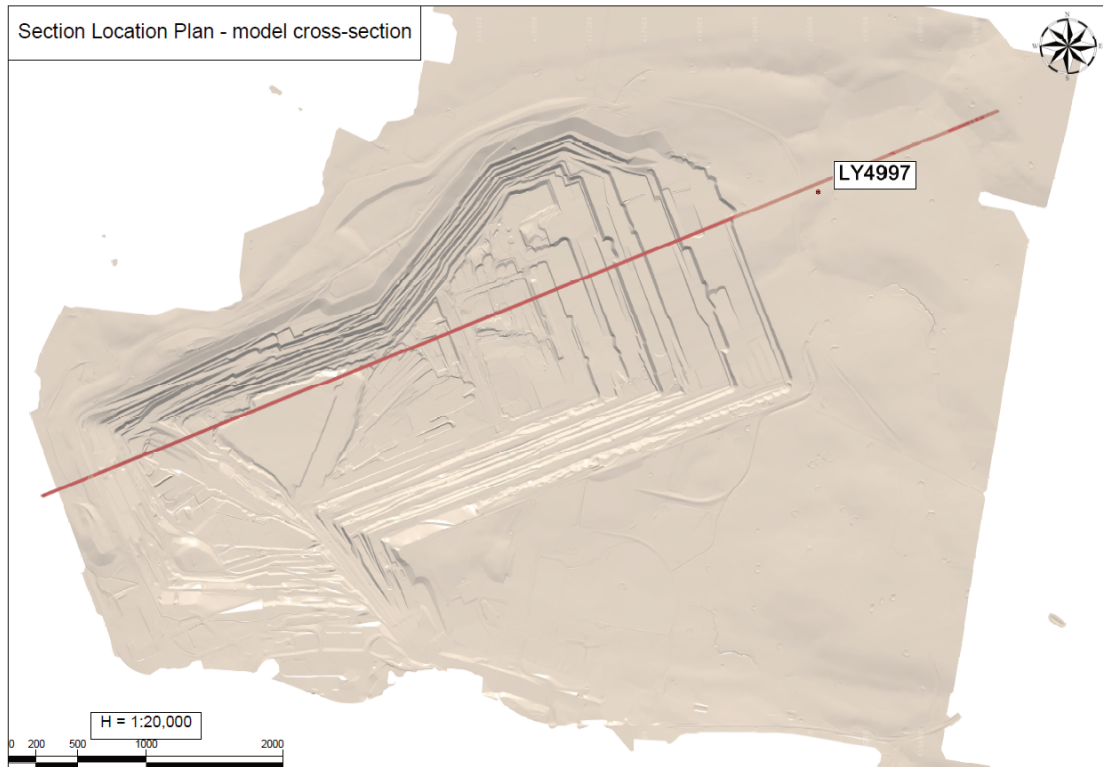 Section Location Plan - model cross-section
N
W E
S
LY4997
H = 1:20,000
0 200 500 1000 2000